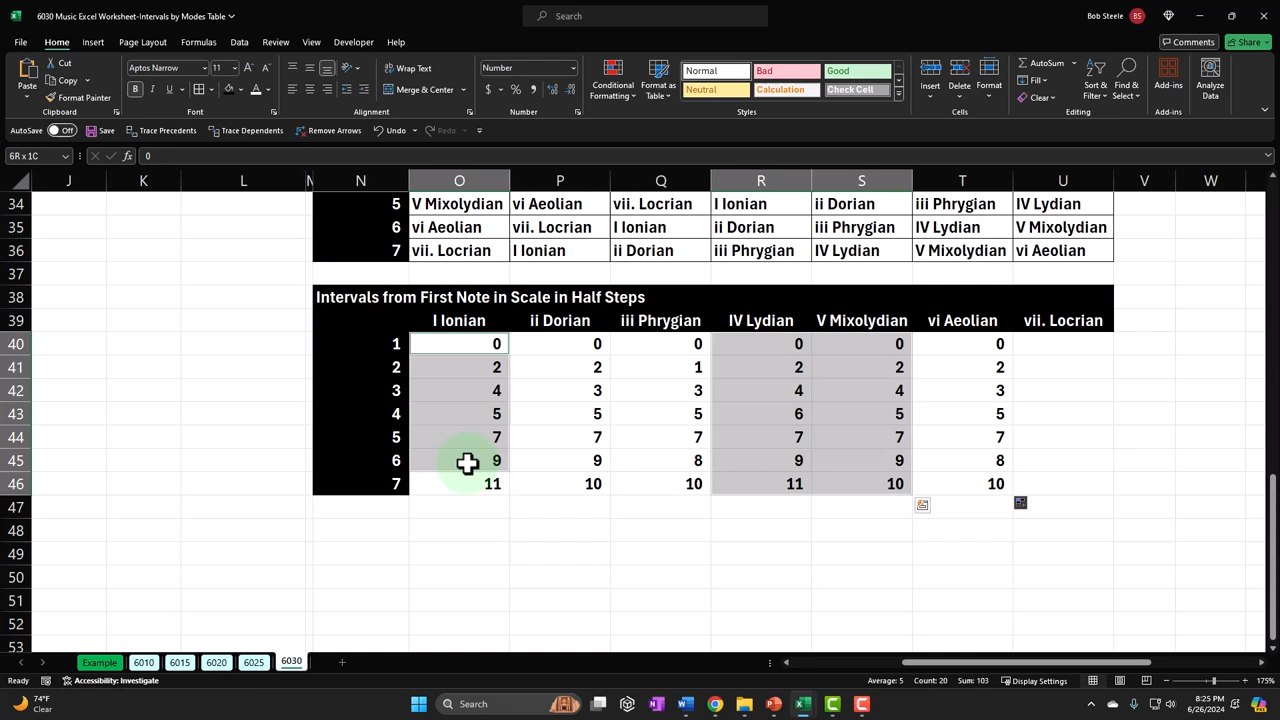 6030 Music Excel Worksheet-Intervals by Modes Table
Search
Bob Steele BS
File Home Insert Page Layout Formulas Data Review View Developer Help
Comments Share
Paste Cut Copy Format Painter Clipboard
Aptos Narrow 11 Font
Wrap Text Merge & Center Alignment
Number Number
Conditional Formatting Format as Table Normal Bad Good Neutral Calculation Check Cell Styles
Insert Delete Format Cells
AutoSum Fill Clear Sort & Filter Find & Select Editing
Add-ins Add-ins
Analyze Data
AutoSave Off Save Trace Precedents Trace Dependents Remove Arrows Undo Redo
6R x 1C fx 0
J K L N O P Q R S T U V W
34 5 V Mixolydian vi Aeolian vii. Locrian I Ionian ii Dorian iii Phrygian IV Lydian
35 6 vi Aeolian vii. Locrian I Ionian ii Dorian iii Phrygian IV Lydian V Mixolydian
36 7 vii. Locrian I Ionian ii Dorian iii Phrygian IV Lydian V Mixolydian vi Aeolian
37
38 Intervals from First Note in Scale in Half Steps
39 I Ionian ii Dorian iii Phrygian IV Lydian V Mixolydian vi Aeolian vii. Locrian
40 1 0 0 0 0 0 0
41 2 2 2 1 2 2 2
42 3 4 3 3 4 4 3
43 4 5 5 5 6 5 5
44 5 7 7 7 7 7 7
45 6 9 9 8 9 9 8
46 7 11 10 10 11 10 10
47
48
49
50
51
52
53
Example 6010 6015 6020 6025 6030
Ready Accessibility: Investigate Average: 5 Count: 20 Sum: 103 Display Settings 175%
74°F
Clear
Search
8:25 PM
6/26/2024